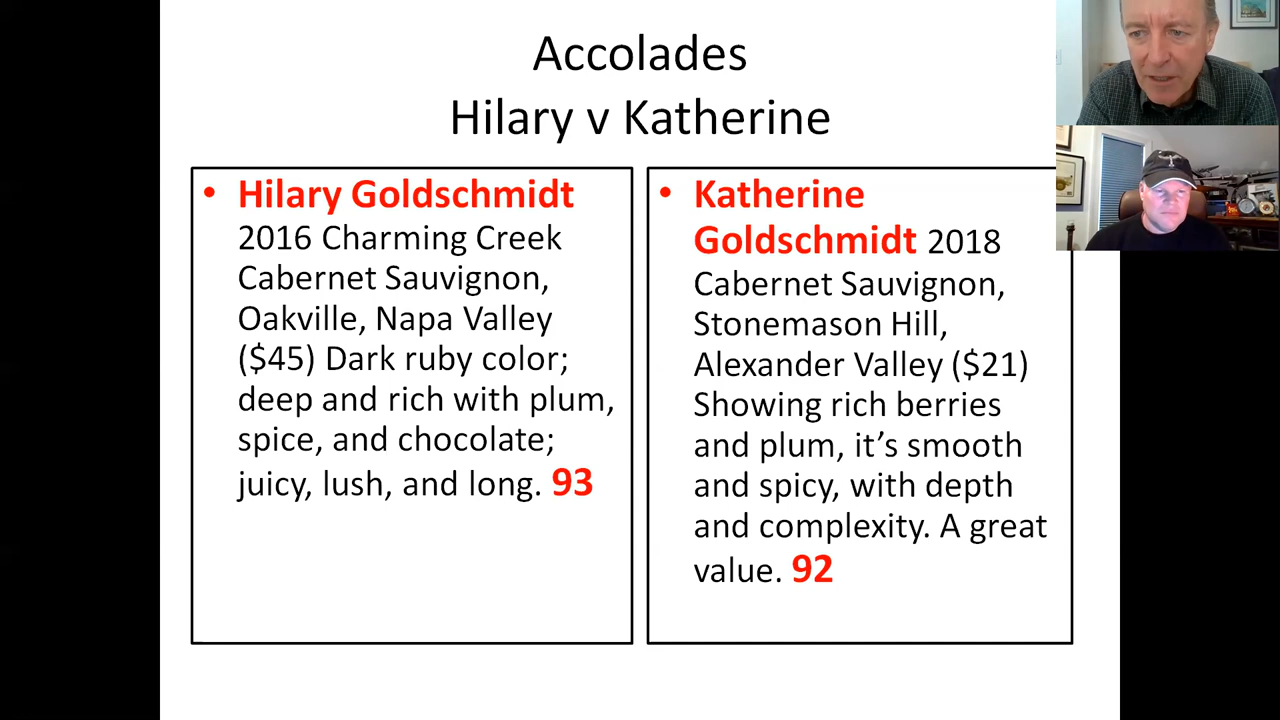 Accolades
Hilary v Katherine
• Hilary Goldschmidt
2016 Charming Creek
Cabernet Sauvignon,
Oakville, Napa Valley
($45) Dark ruby color;
deep and rich with plum,
spice, and chocolate;
juicy, lush, and long. 93
• Katherine
Goldschmidt 2018
Cabernet Sauvignon,
Stonemason Hill,
Alexander Valley ($21)
Showing rich berries
and plum, it’s smooth
and spicy, with depth
and complexity. A great
value. 92